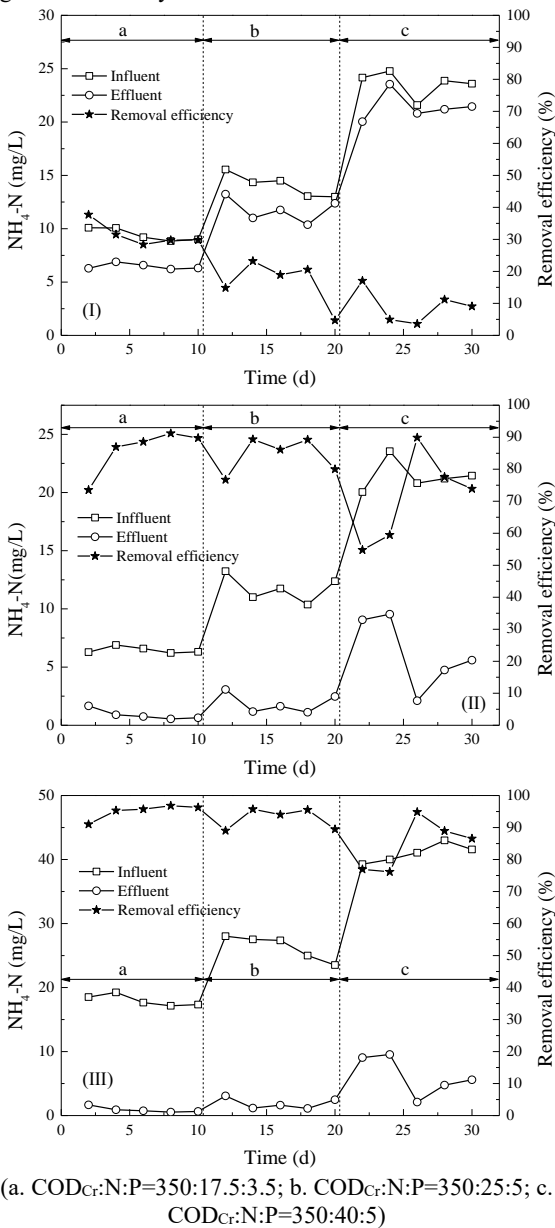 a b c
Influent
Effluent
Removal efficiency
(I)
NH4-N (mg/L)
Removal efficiency (%)
0 5 10 15 20 25 30
0 10 20 30 40 50 60 70 80 90 100
0 5 10 15 20 25 30
Time (d)
a b c
Inffluent
Effluent
Removal efficiency
(II)
NH4-N(mg/L)
Removal efficiency (%)
0 5 10 15 20 25
0 10 20 30 40 50 60 70 80 90 100
0 5 10 15 20 25 30
Time (d)
Influent
Effluent
Removal efficiency
a b c
(III)
NH4-N (mg/L)
Removal efficiency (%)
0 10 20 30 40 50
0 10 20 30 40 50 60 70 80 90 100
0 5 10 15 20 25 30
Time (d)
(a. CODCr:N:P=350:17.5:3.5; b. CODCr:N:P=350:25:5; c.
CODCr:N:P=350:40:5)